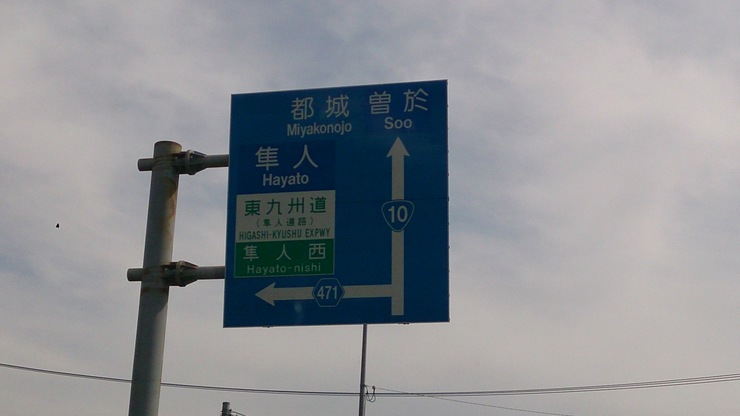 都城 曽於
Miyakonojo Soo
隼人
Hayato
東九州道
(隼人道路)
HIGASHI-KYUSHU EXPWY
隼人西
Hayato-nishi
10
471